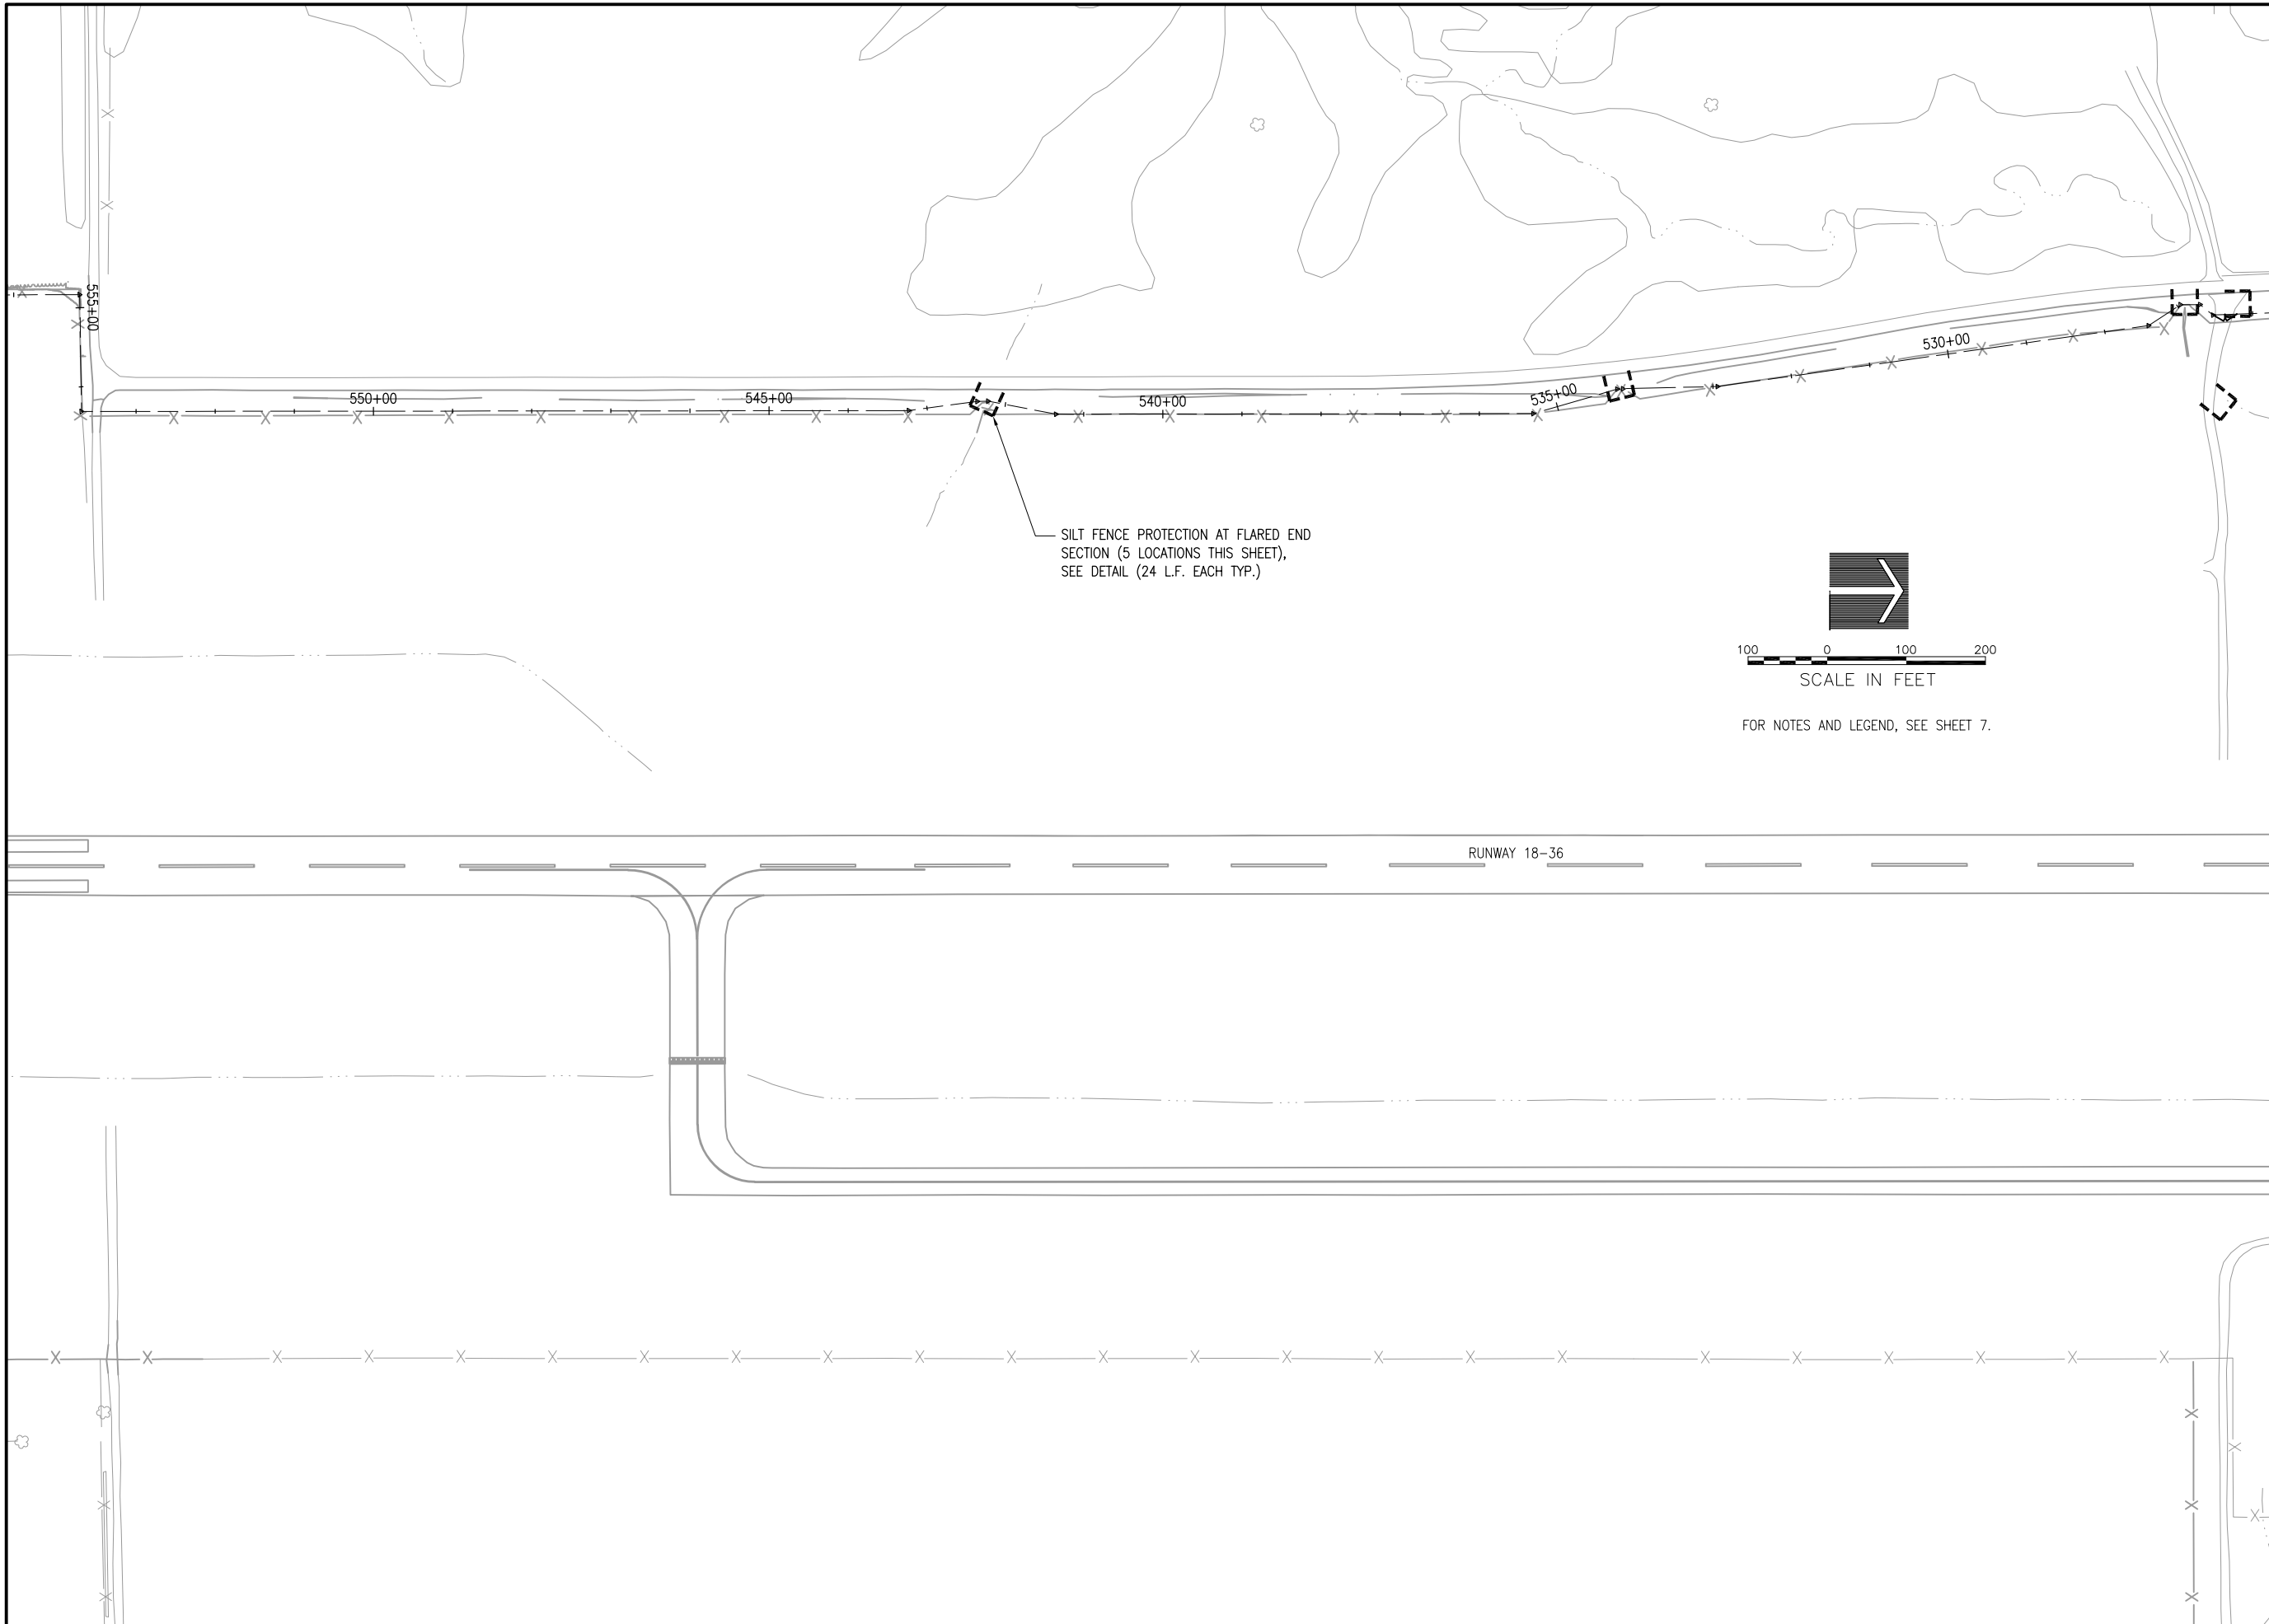 555+00
550+00
545+00
540+00
535+00
530+00
SILT FENCE PROTECTION AT FLARED END
SECTION (5 LOCATIONS THIS SHEET),
SEE DETAIL (24 L.F. EACH TYP.)
100 0 100 200
SCALE IN FEET
FOR NOTES AND LEGEND, SEE SHEET 7.
RUNWAY 18-36